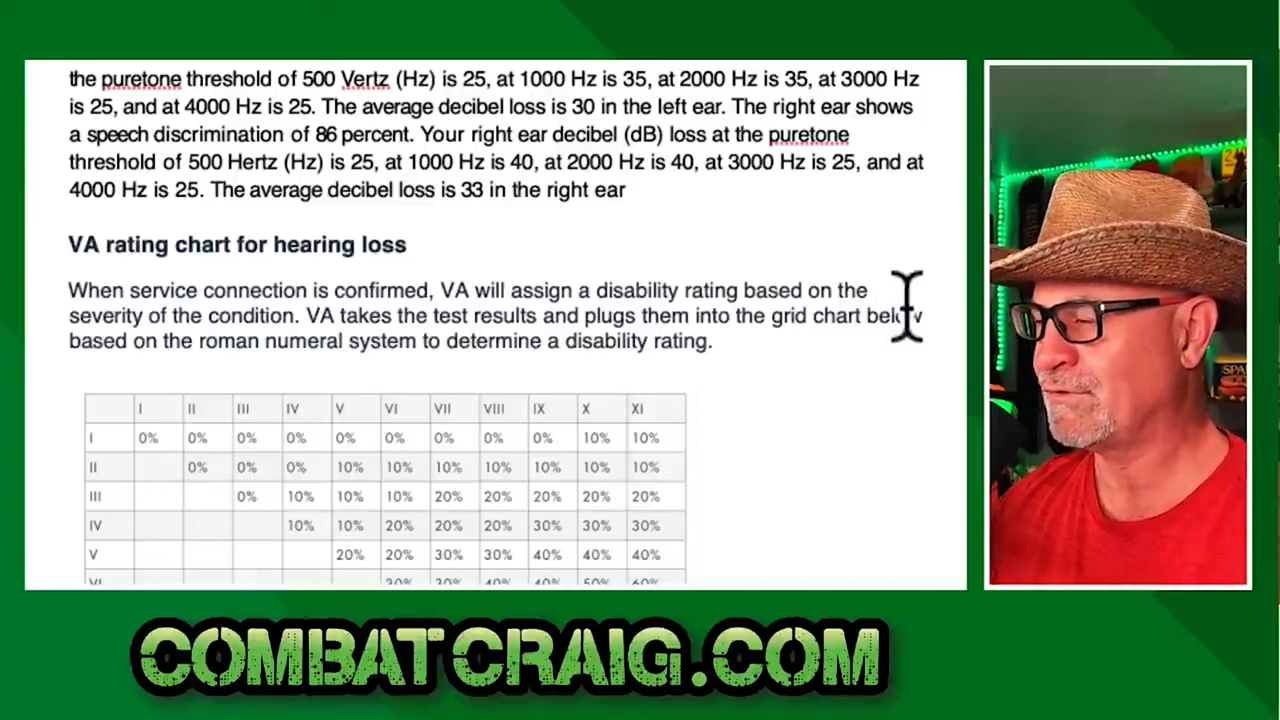 the puretone threshold of 500 Vertz (Hz) is 25, at 1000 Hz is 35, at 2000 Hz is 35, at 3000 Hz
is 25, and at 4000 Hz is 25. The average decibel loss is 30 in the left ear. The right ear shows
a speech discrimination of 86 percent. Your right ear decibel (dB) loss at the puretone
threshold of 500 Hertz (Hz) is 25, at 1000 Hz is 40, at 2000 Hz is 40, at 3000 Hz is 25, and at
4000 Hz is 25. The average decibel loss is 33 in the right ear
VA rating chart for hearing loss
When service connection is confirmed, VA will assign a disability rating based on the
severity of the condition. VA takes the test results and plugs them into the grid chart below
based on the roman numeral system to determine a disability rating.
I II III IV V VI VII VIII IX X XI
I 0% 0% 0% 0% 0% 0% 0% 0% 0% 10% 10%
II 0% 0% 0% 10% 10% 10% 10% 10% 10% 10%
III 0% 10% 10% 10% 20% 20% 20% 20% 20%
IV 10% 10% 20% 20% 20% 30% 30% 30%
V 20% 20% 30% 30% 40% 40% 40%
VI 30% 30% 40% 40% 50% 60%
SPA
COMBATCRAIG.COM